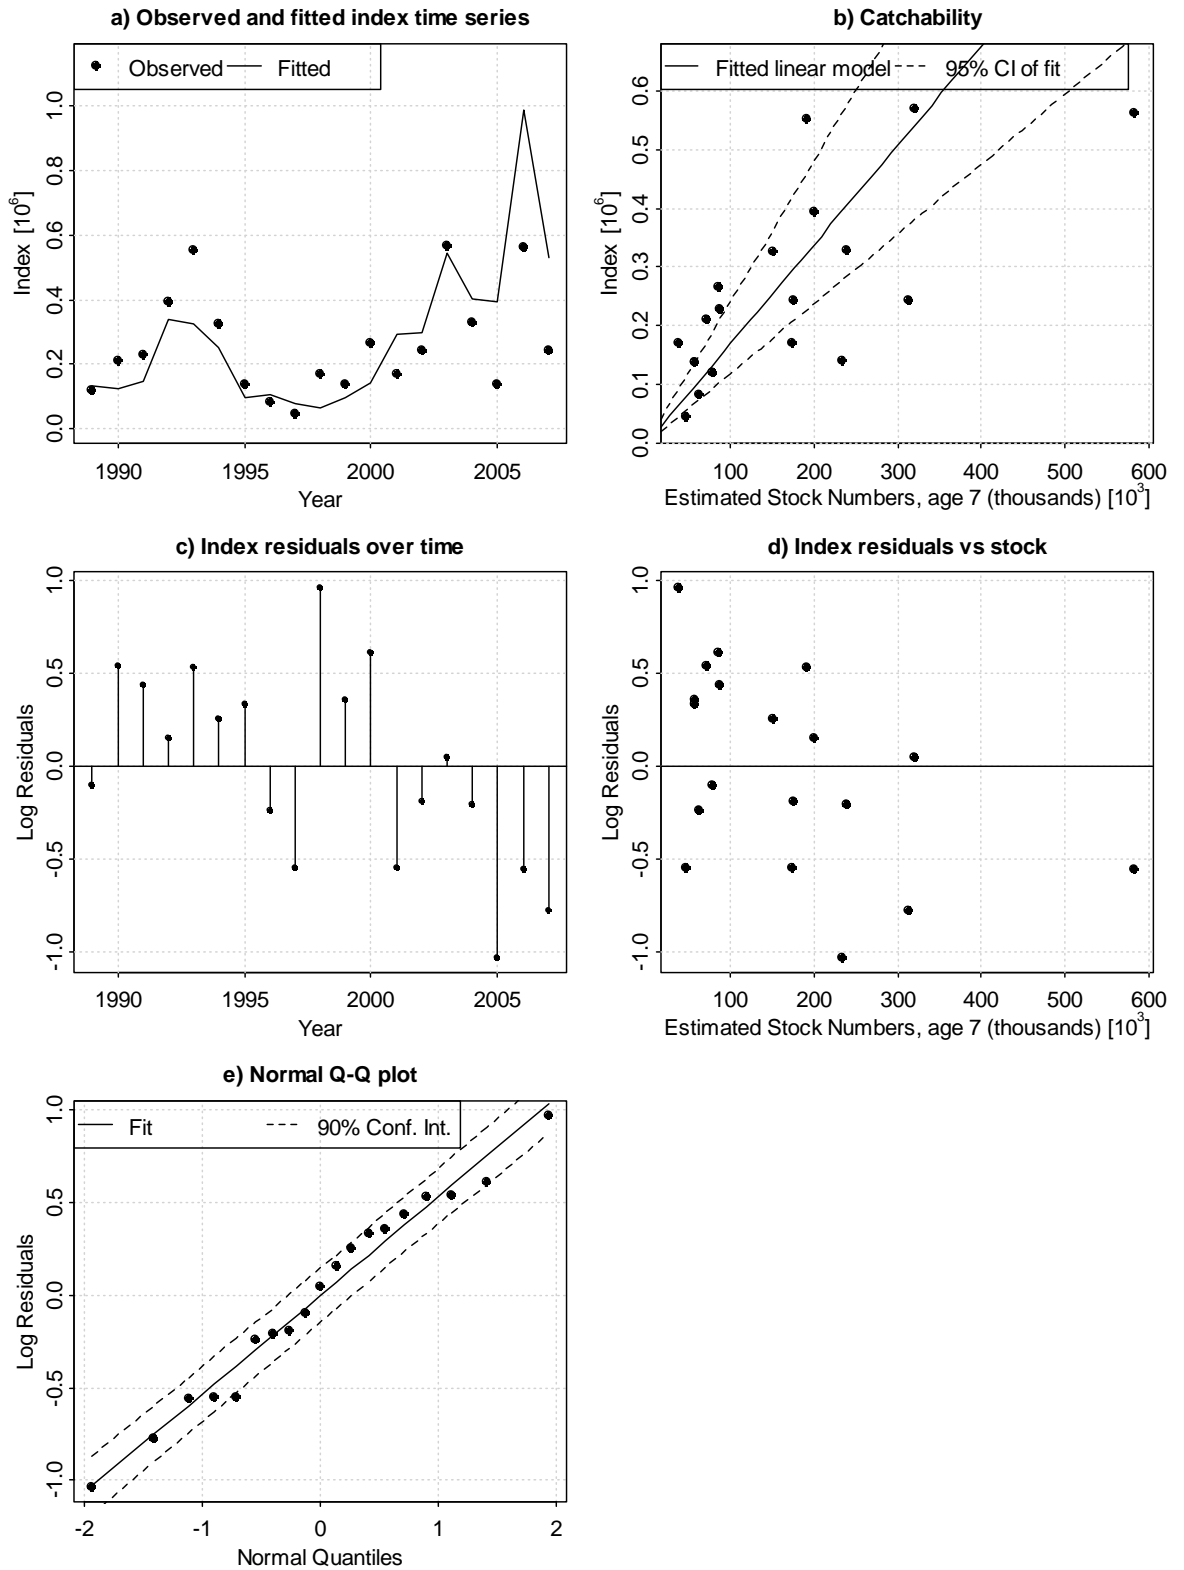 a) Observed and fitted index time series
Observed Fitted
Index [10^6]
0.0 0.2 0.4 0.6 0.8 1.0
1990 1995 2000 2005
Year
b) Catchability
Fitted linear model 95% CI of fit
Index [10^6]
0.0 0.1 0.2 0.3 0.4 0.5 0.6
100 200 300 400 500 600
Estimated Stock Numbers, age 7 (thousands) [10^3]
c) Index residuals over time
Log Residuals
-1.0 -0.5 0.0 0.5 1.0
1990 1995 2000 2005
Year
d) Index residuals vs stock
Log Residuals
-1.0 -0.5 0.0 0.5 1.0
100 200 300 400 500 600
Estimated Stock Numbers, age 7 (thousands) [10^3]
e) Normal Q-Q plot
Fit 90% Conf. Int.
Log Residuals
-1.0 -0.5 0.0 0.5 1.0
-2 -1 0 1 2
Normal Quantiles